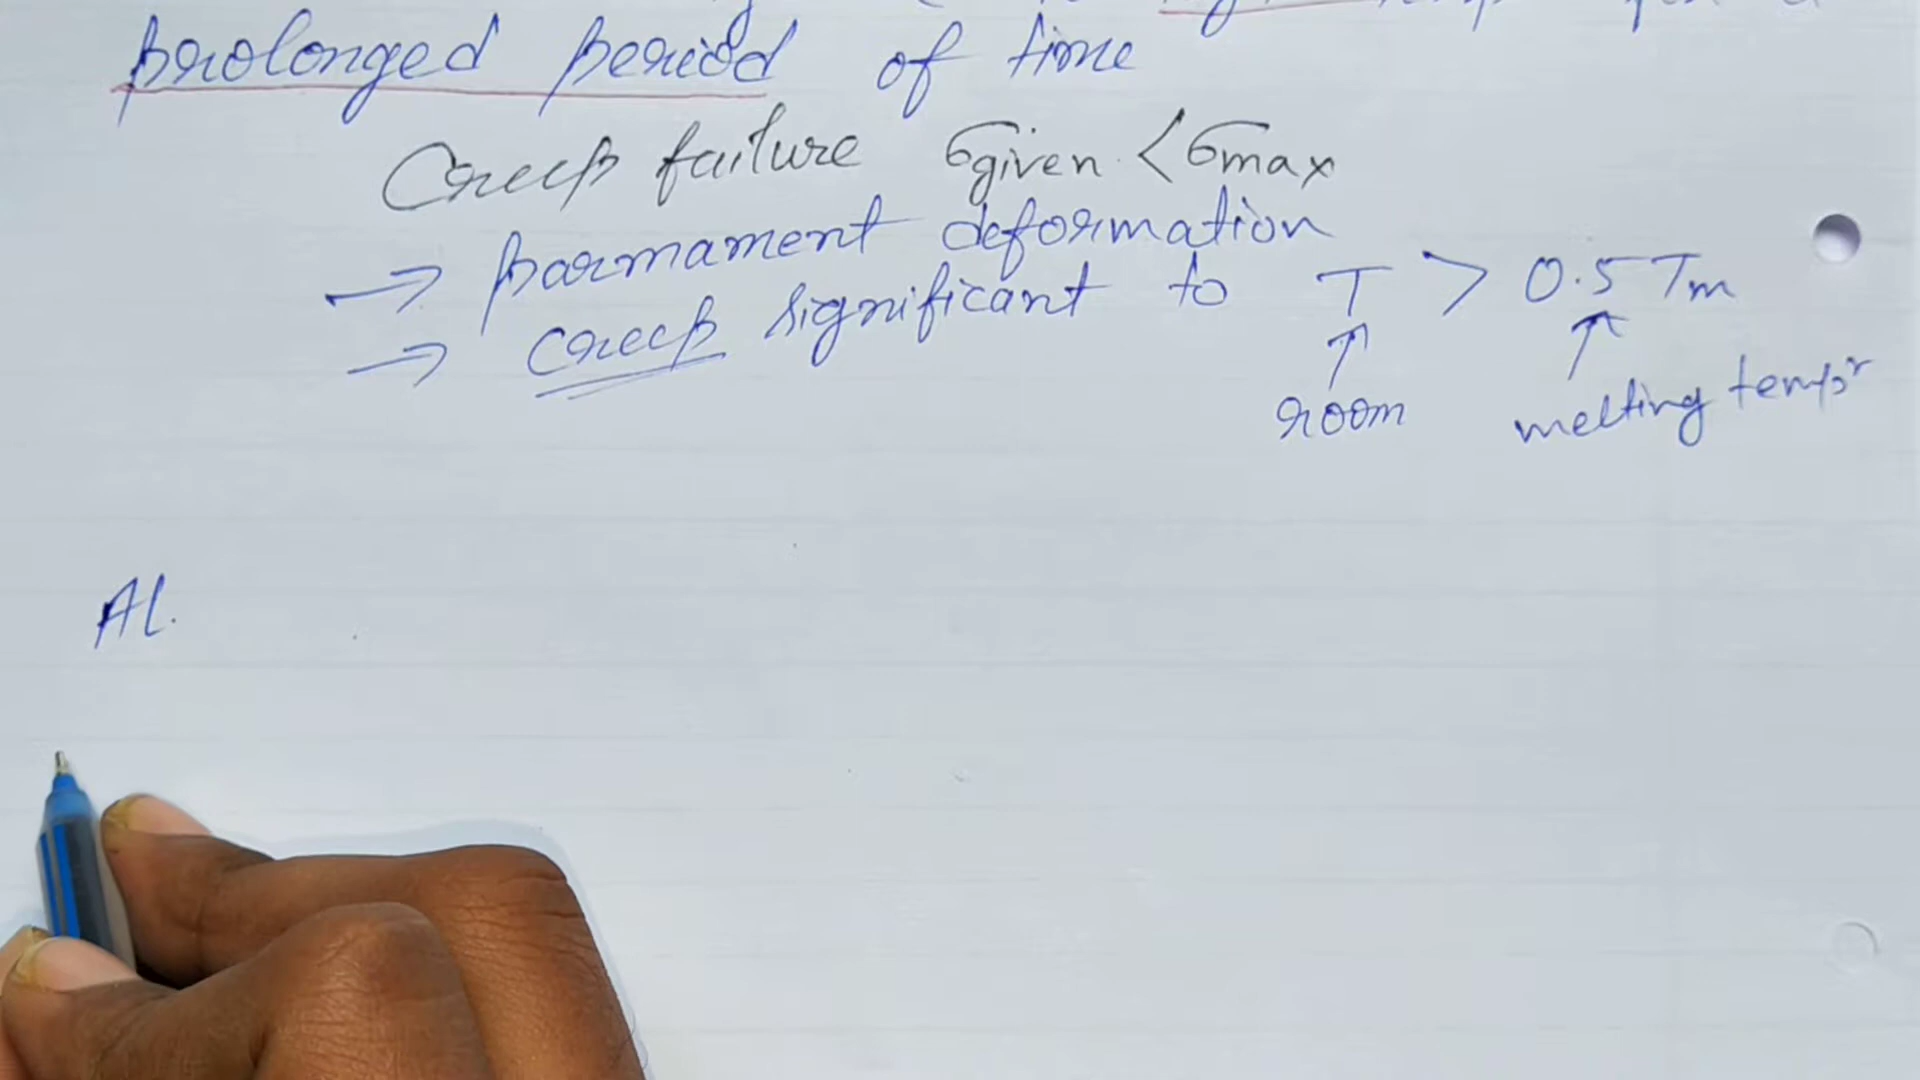 prolonged period of time
Creep failure σgiven < σmax
→ parmament deformation
→ creep significant to T > 0.5 Tm
↑ ↑
room melting tempr
Al.